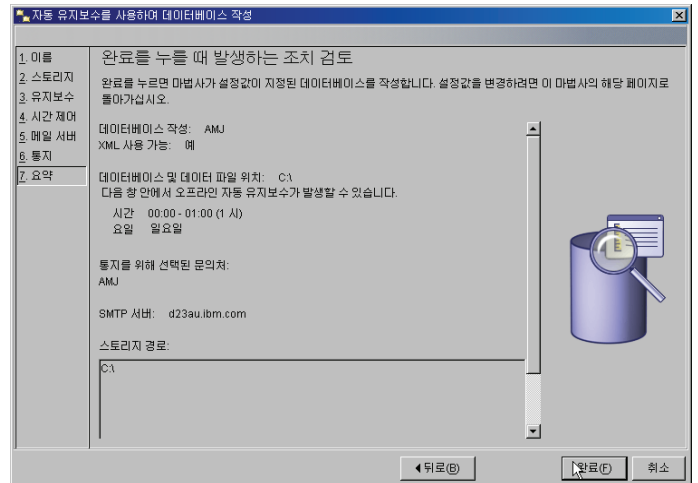 자동 유지보수를 사용하여 데이터베이스 작성
1. 이름
2. 스토리지
3. 유지보수
4. 시간 제어
5. 메일 서버
6. 통지
7. 요약
완료를 누를 때 발생하는 조치 검토
완료를 누르면 마법사가 설정값이 지정된 데이터베이스를 작성합니다. 설정값을 변경하려면 이 마법사의 해당 페이지로
돌아가십시오.
데이터베이스 작성: AMJ
XML 사용 가능: 예
데이터베이스 및 데이터 파일 위치: C:\
다음 창 안에서 오프라인 자동 유지보수가 발생할 수 있습니다.
시간 00:00 - 01:00 (1 시)
요일 일요일
통지를 위해 선택된 문의처:
AMJ
SMTP 서버: d23au.ibm.com
스토리지 경로:
C:\
뒤로(B)
완료(F)
취소